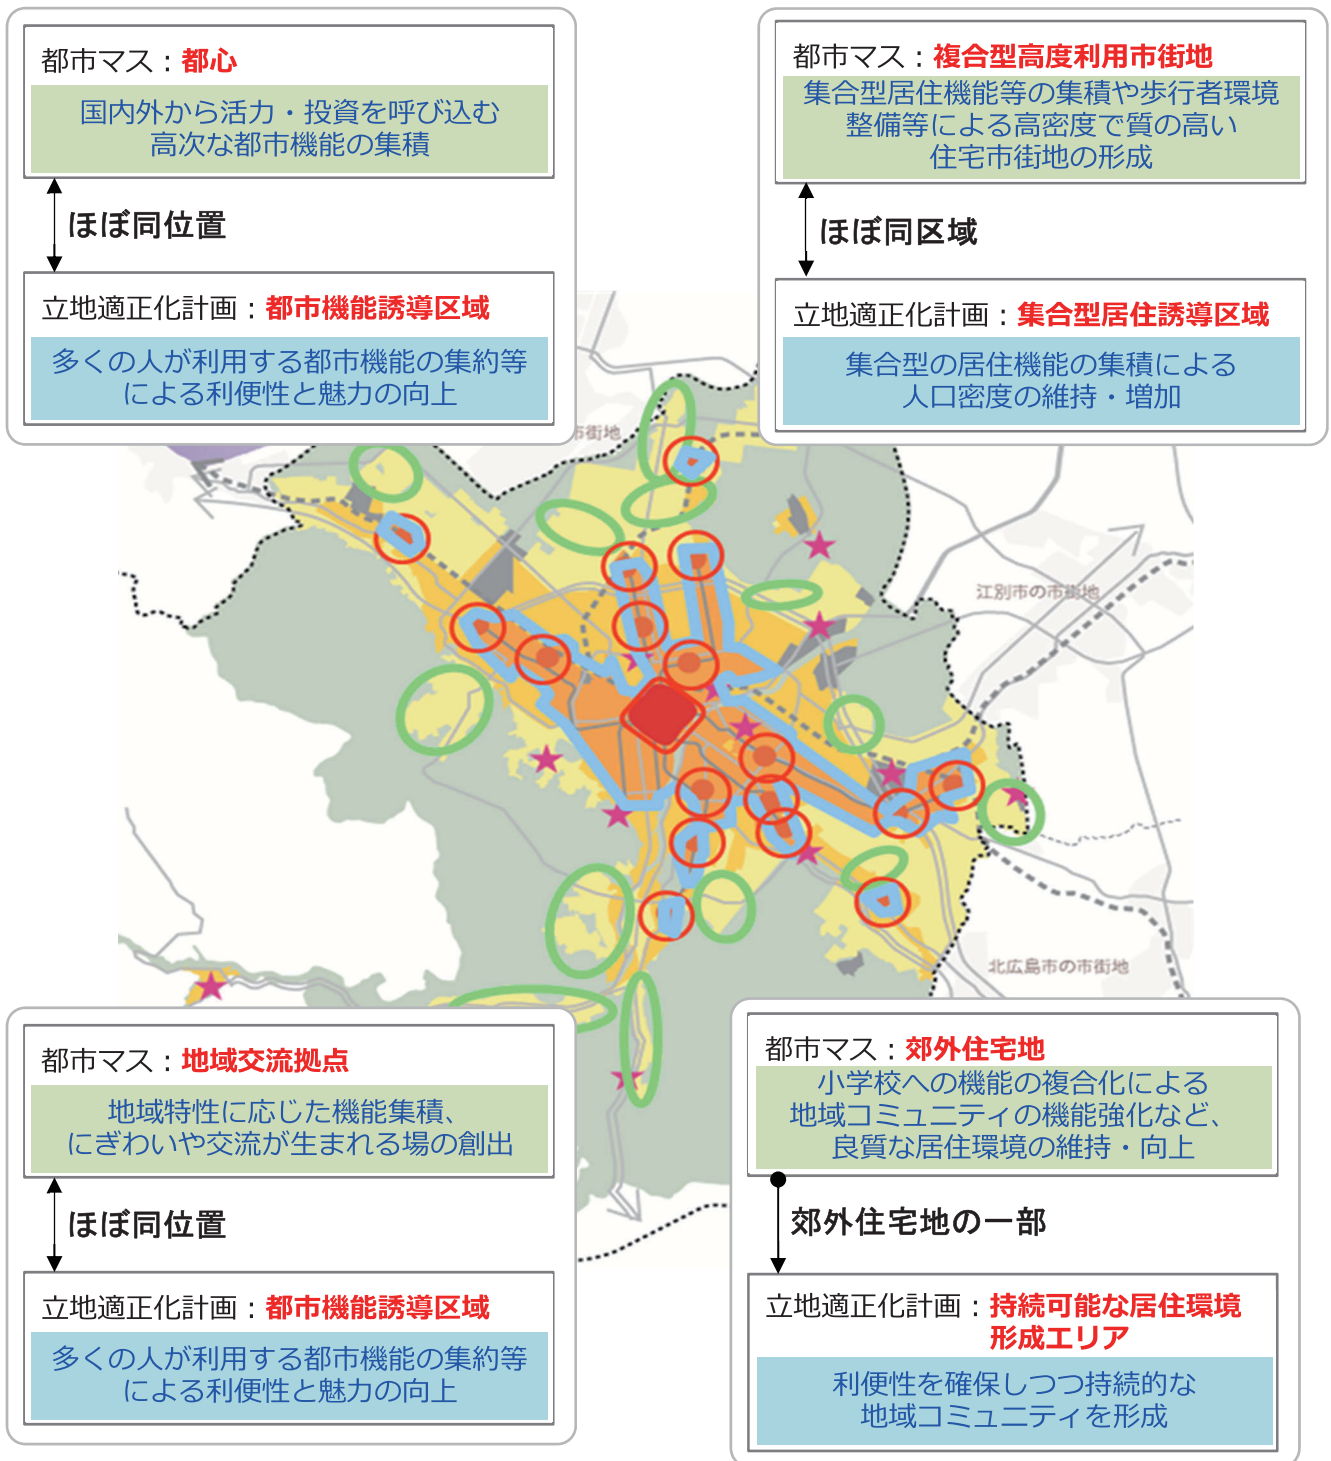 都市マス：都心
国内外から活力・投資を呼び込む
高次な都市機能の集積
ほぼ同位置
立地適正化計画：都市機能誘導区域
多くの人が利用する都市機能の集約等
による利便性と魅力の向上
都市マス：複合型高度利用市街地
集合型居住機能等の集積や歩行者環境
整備等による高密度で質の高い
住宅市街地の形成
ほぼ同区域
立地適正化計画：集合型居住誘導区域
集合型の居住機能の集積による
人口密度の維持・増加
市街地
江別市の市街地
北広島市の市街地
都市マス：地域交流拠点
地域特性に応じた機能集積、
にぎわいや交流が生まれる場の創出
ほぼ同位置
立地適正化計画：都市機能誘導区域
多くの人が利用する都市機能の集約等
による利便性と魅力の向上
都市マス：郊外住宅地
小学校への機能の複合化による
地域コミュニティの機能強化など、
良質な居住環境の維持・向上
郊外住宅地の一部
立地適正化計画：持続可能な居住環境
形成エリア
利便性を確保しつつ持続的な
地域コミュニティを形成